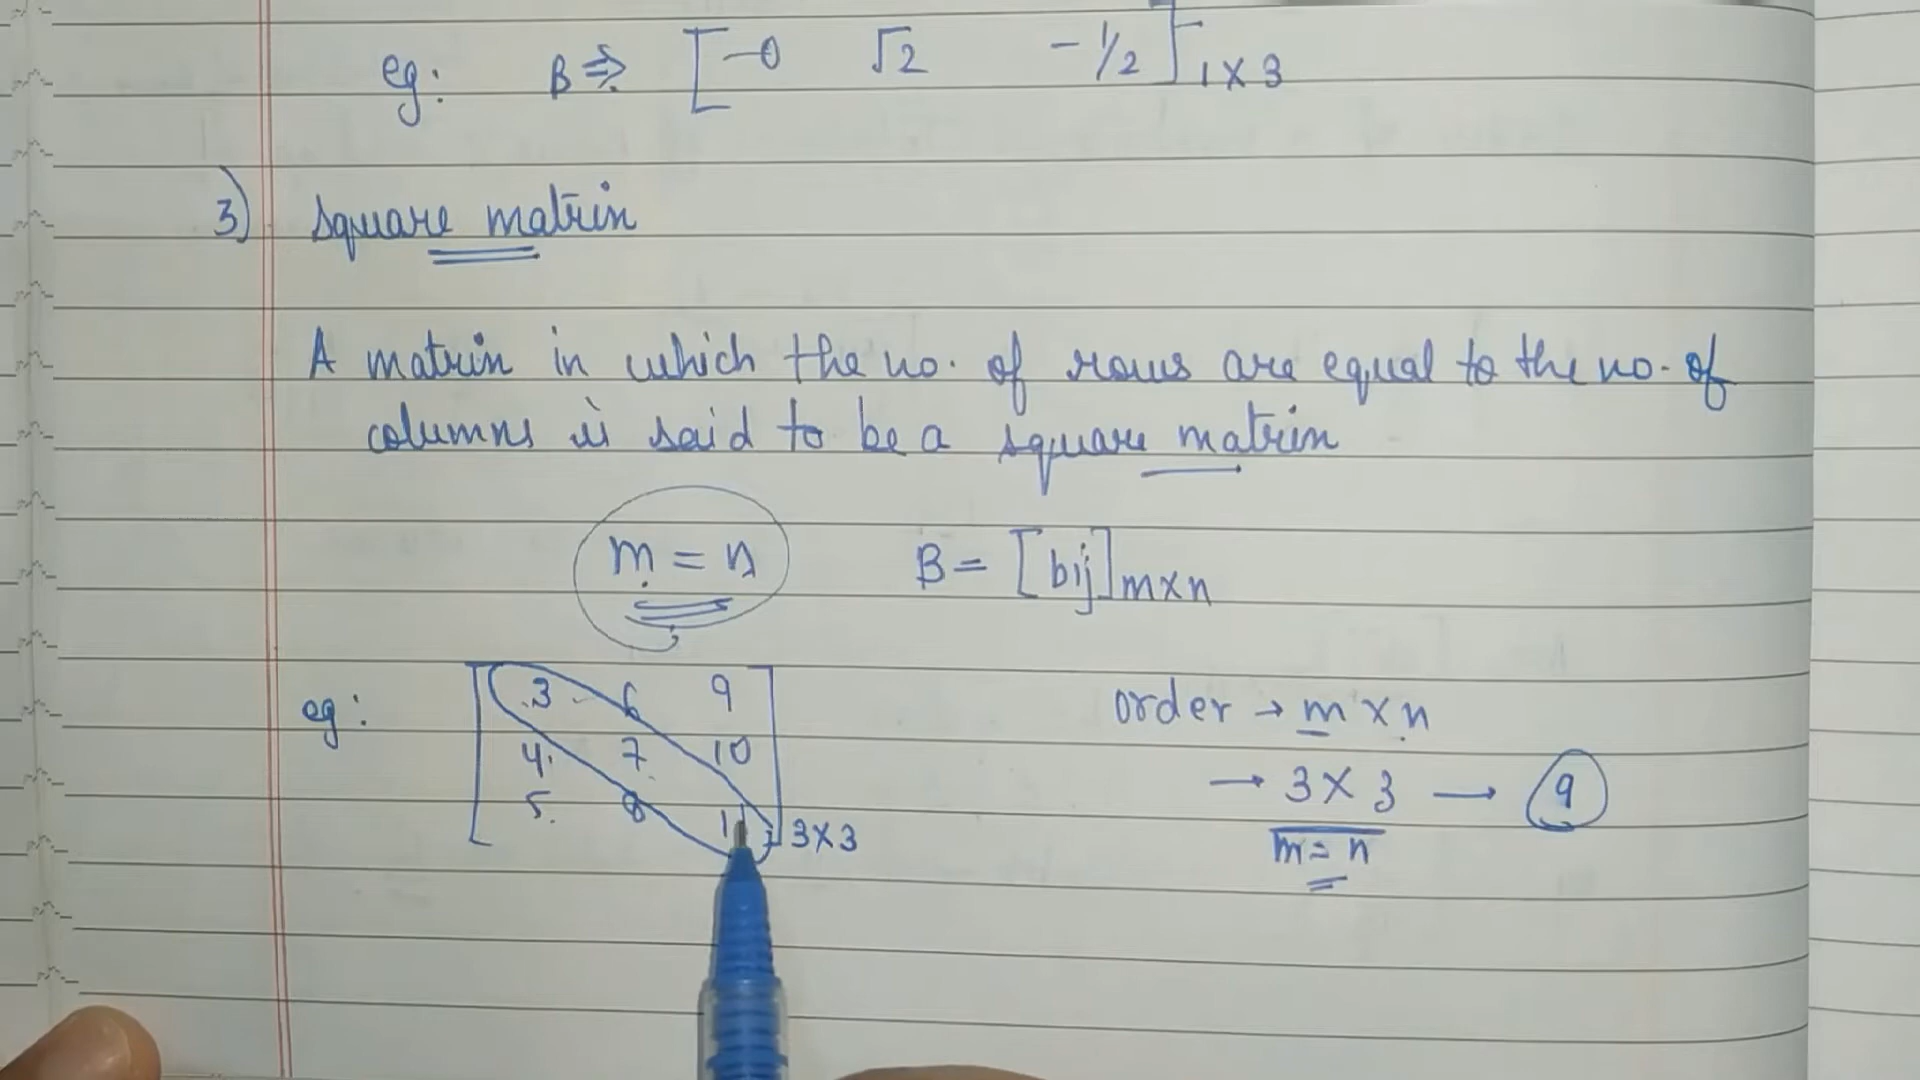 eg: B ⇒ [ -0 √2 -1/2 ] 1×3
3) Square matrix
A matrix in which the no. of rows are equal to the no. of
columns is said to be a square matrix
m = n B = [bij] m×n
eg: 3 6 9 order → m × n
4 7 10 → 3 × 3 → 9
5 8 3×3 m = n